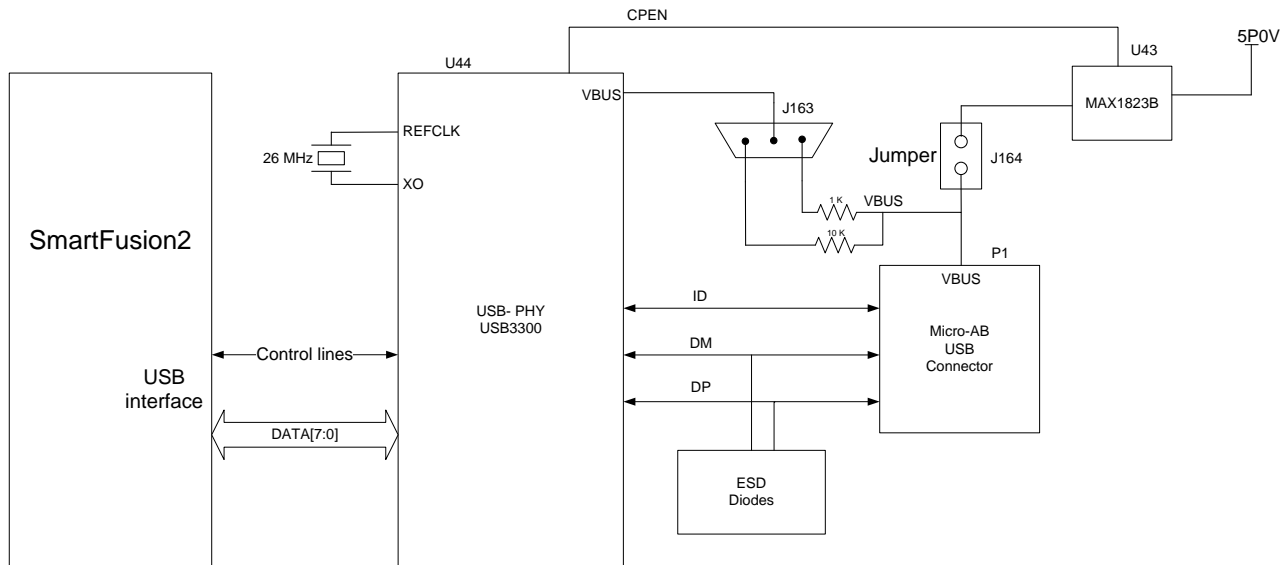 CPEN
5P0V
U44
U43
VBUS
MAX1823B
J163
REFCLK
26 MHz
XO
Jumper
J164
1 K
VBUS
10 K
SmartFusion2
P1
VBUS
ID
USB- PHY
USB3300
Micro-AB
USB
Connector
DM
Control lines
USB
interface
DP
DATA[7:0]
ESD
Diodes